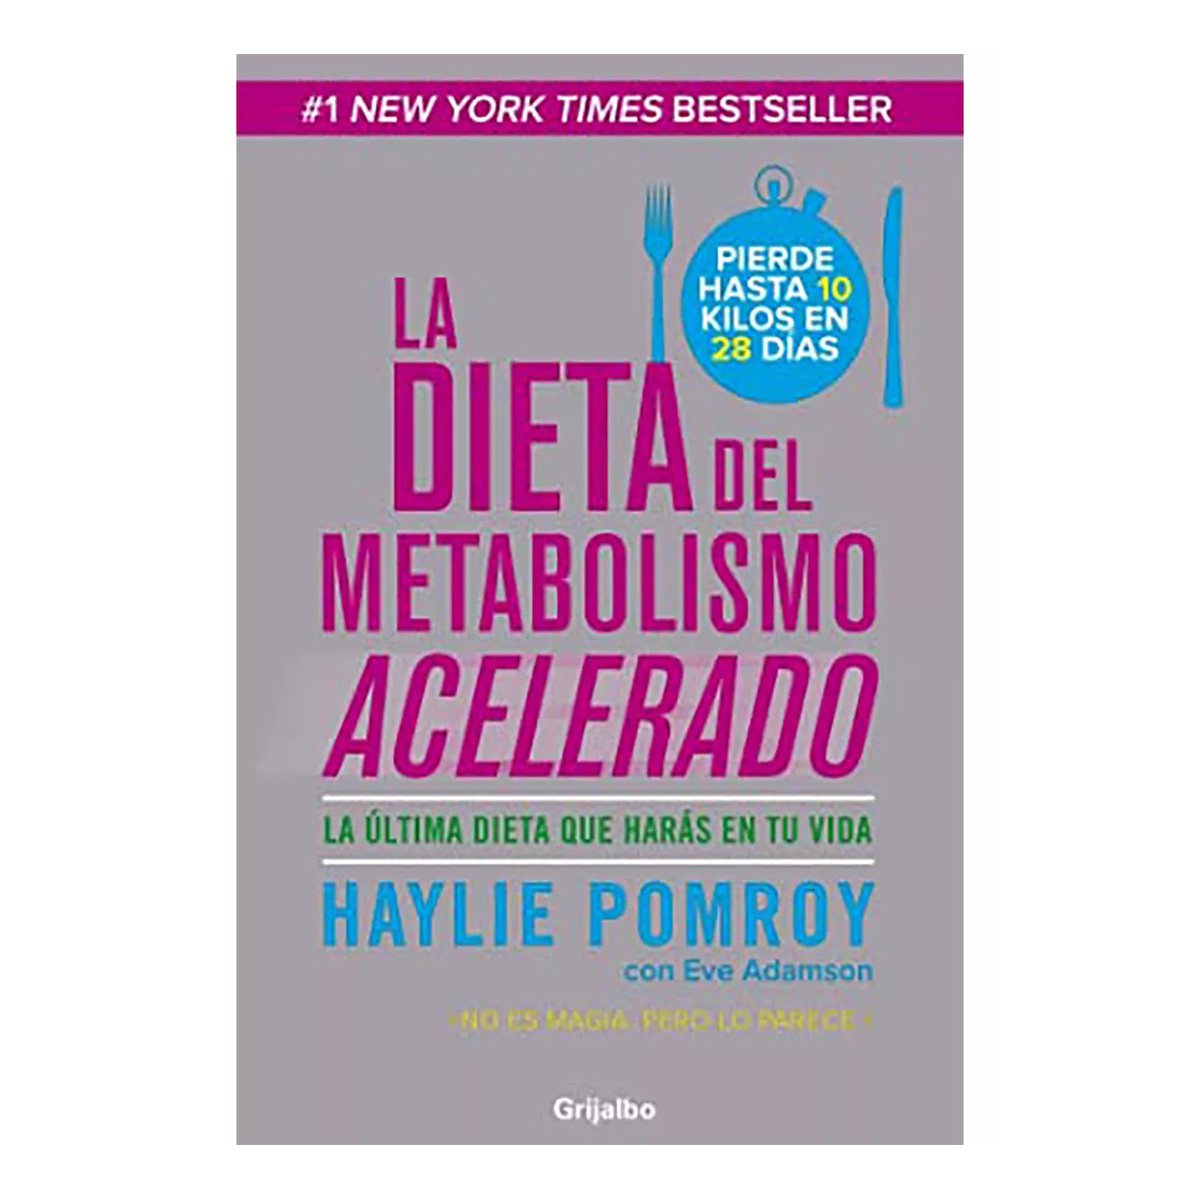 #1 NEW YORK TIMES BESTSELLER
PIERDE
HASTA 10
KILOS EN
28 DÍAS
LA
DIETA DEL
METABOLISMO
ACELERADO
LA ÚLTIMA DIETA QUE HARÁS EN TU VIDA
HAYLIE POMROY
con Eve Adamson
«NO ES MAGIA, PERO LO PARECE.»
Grijalbo